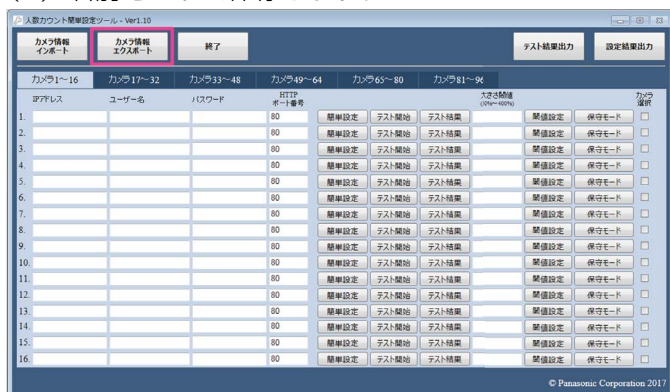 人数カウント簡単設定ツール - Ver1.10
カメラ情報
インポート
カメラ情報
エクスポート
終了
テスト結果出力
設定結果出力
カメラ1~16 カメラ17~32 カメラ33~48 カメラ49~64 カメラ65~80 カメラ81~96
IPアドレス ユーザー名 パスワード HTTP
ポート番号 大きさ閾値
(50%~400%) カメラ
選択
1. 80 簡単設定 テスト開始 テスト結果 閾値設定 保守モード
2. 80 簡単設定 テスト開始 テスト結果 閾値設定 保守モード
3. 80 簡単設定 テスト開始 テスト結果 閾値設定 保守モード
4. 80 簡単設定 テスト開始 テスト結果 閾値設定 保守モード
5. 80 簡単設定 テスト開始 テスト結果 閾値設定 保守モード
6. 80 簡単設定 テスト開始 テスト結果 閾値設定 保守モード
7. 80 簡単設定 テスト開始 テスト結果 閾値設定 保守モード
8. 80 簡単設定 テスト開始 テスト結果 閾値設定 保守モード
9. 80 簡単設定 テスト開始 テスト結果 閾値設定 保守モード
10. 80 簡単設定 テスト開始 テスト結果 閾値設定 保守モード
11. 80 簡単設定 テスト開始 テスト結果 閾値設定 保守モード
12. 80 簡単設定 テスト開始 テスト結果 閾値設定 保守モード
13. 80 簡単設定 テスト開始 テスト結果 閾値設定 保守モード
14. 80 簡単設定 テスト開始 テスト結果 閾値設定 保守モード
15. 80 簡単設定 テスト開始 テスト結果 閾値設定 保守モード
16. 80 簡単設定 テスト開始 テスト結果 閾値設定 保守モード
© Panasonic Corporation 2017